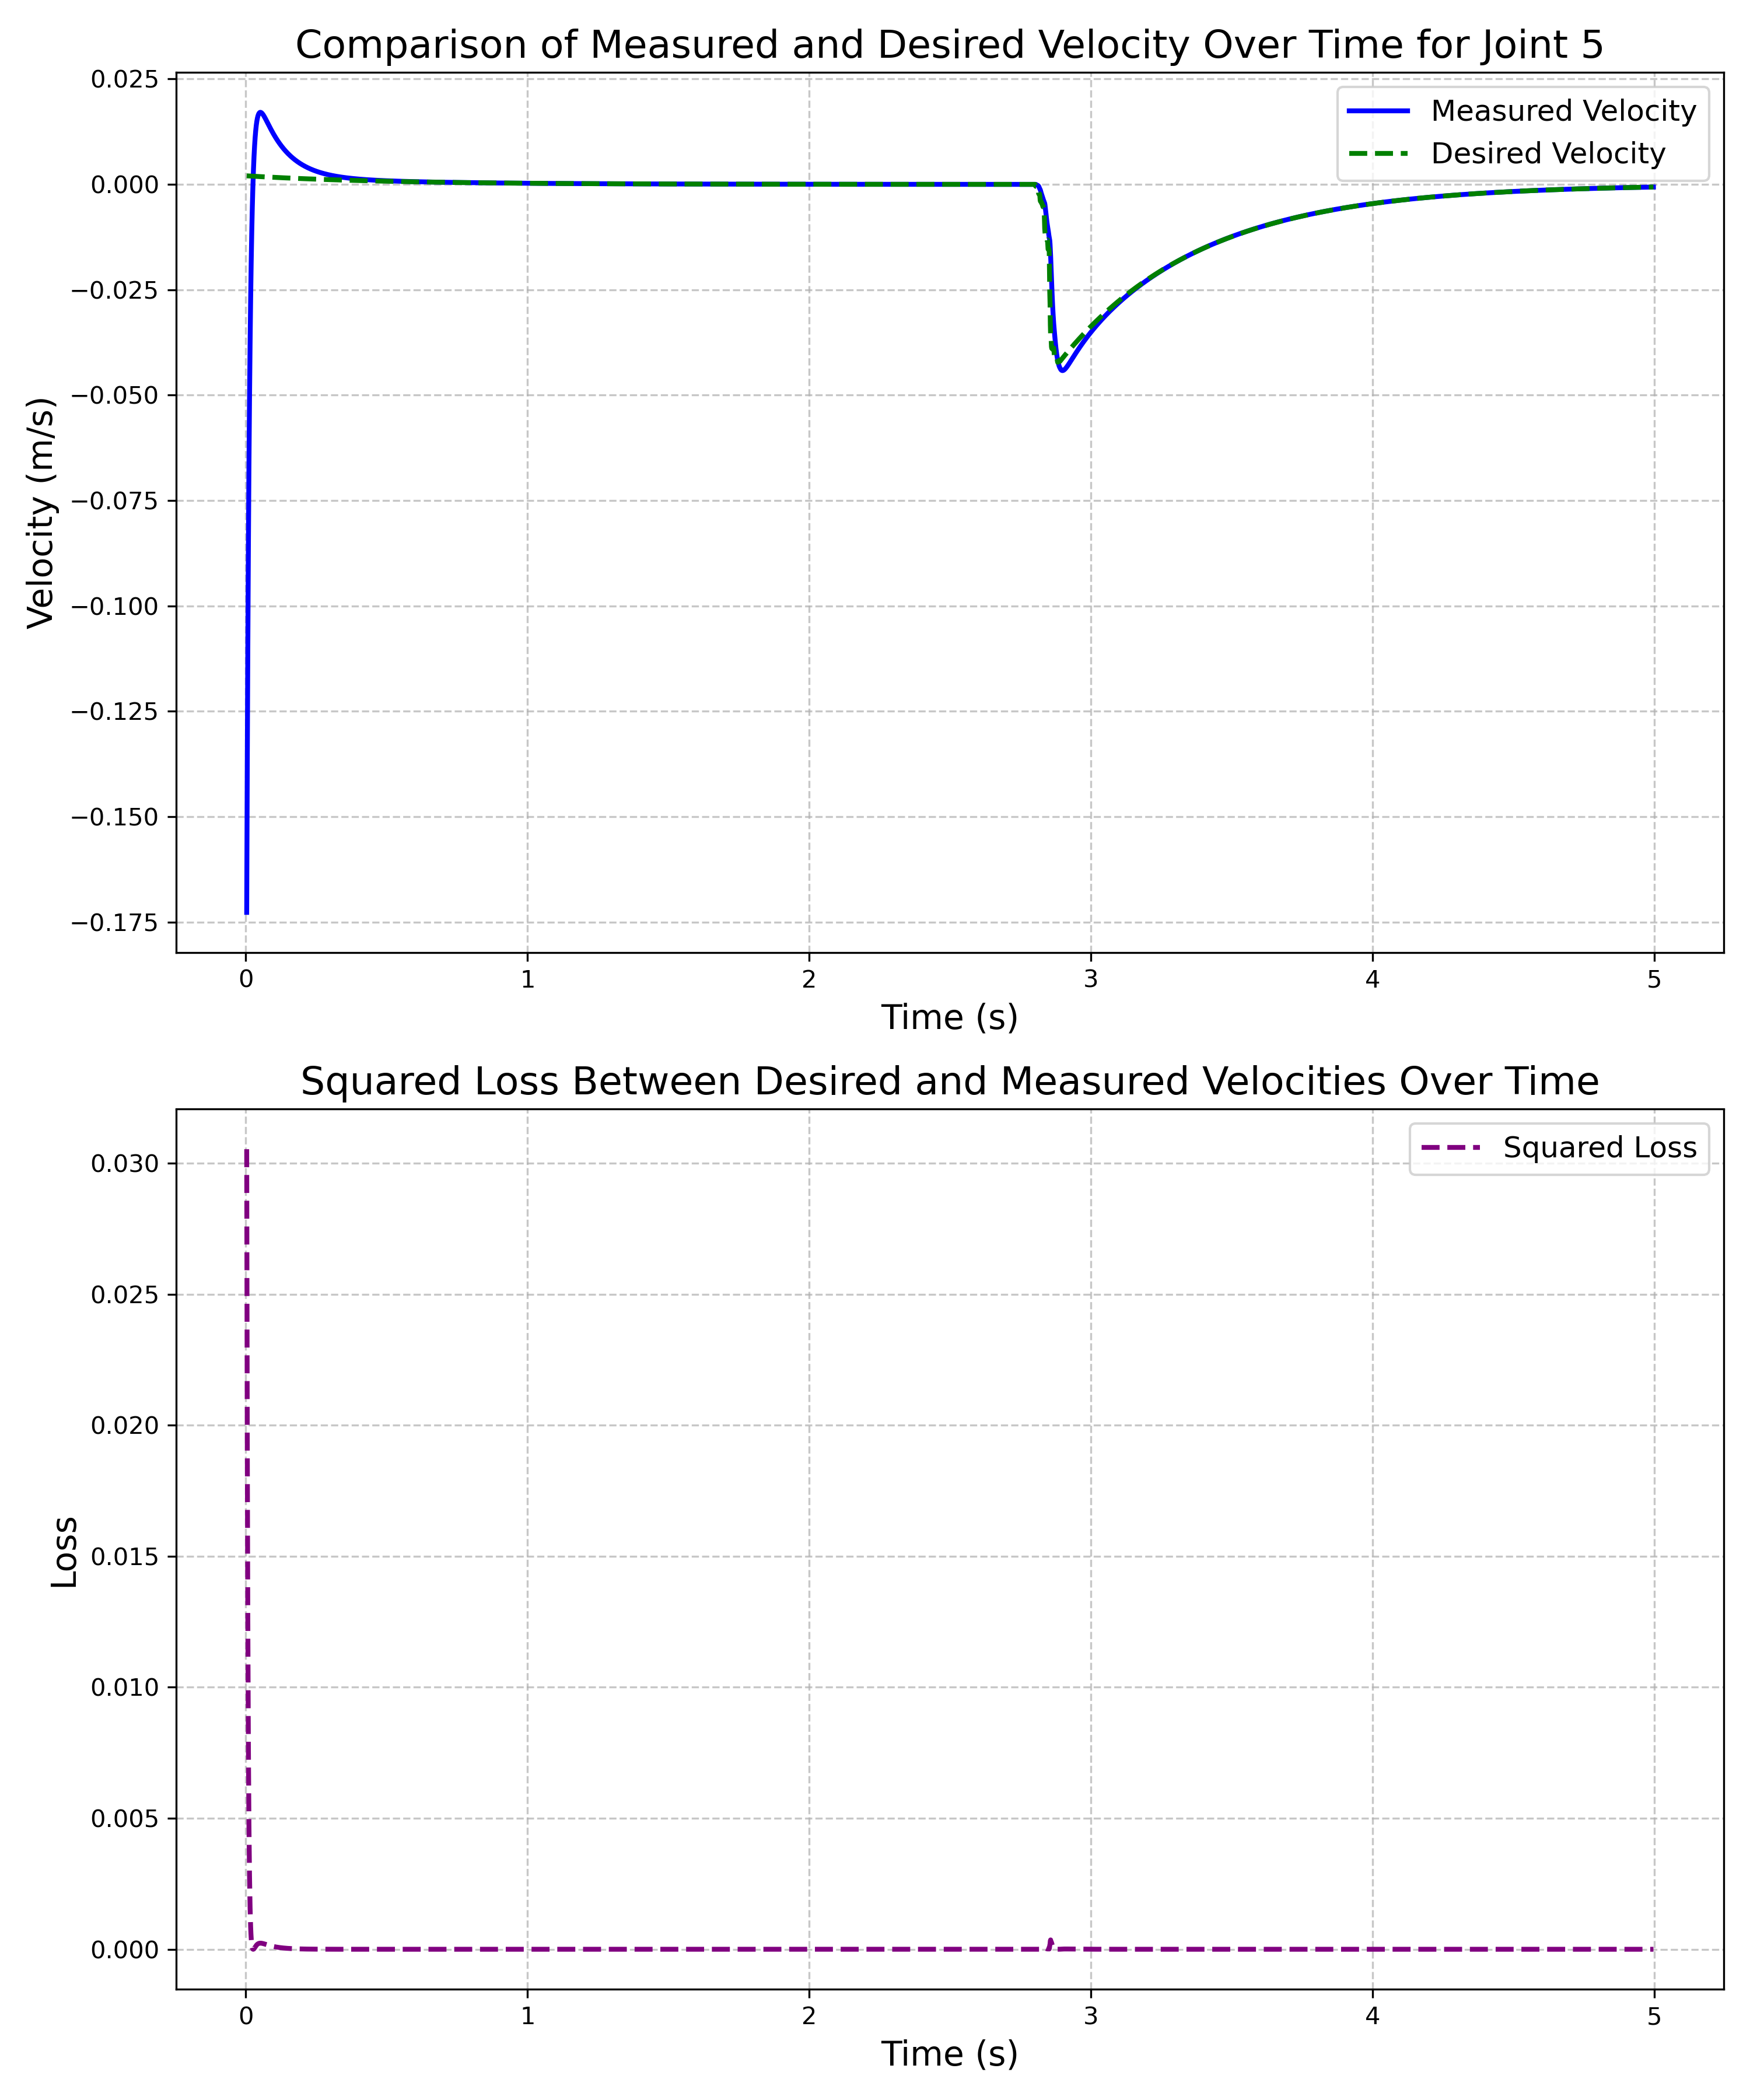 Comparison of Measured and Desired Velocity Over Time for Joint 5
0.025
0.000
−0.025
−0.050
−0.075
−0.100
−0.125
−0.150
−0.175
Velocity (m/s)
Measured Velocity
Desired Velocity
0 1 2 3 4 5
Time (s)
Squared Loss Between Desired and Measured Velocities Over Time
0.030
0.025
0.020
0.015
0.010
0.005
0.000
Loss
Squared Loss
0 1 2 3 4 5
Time (s)